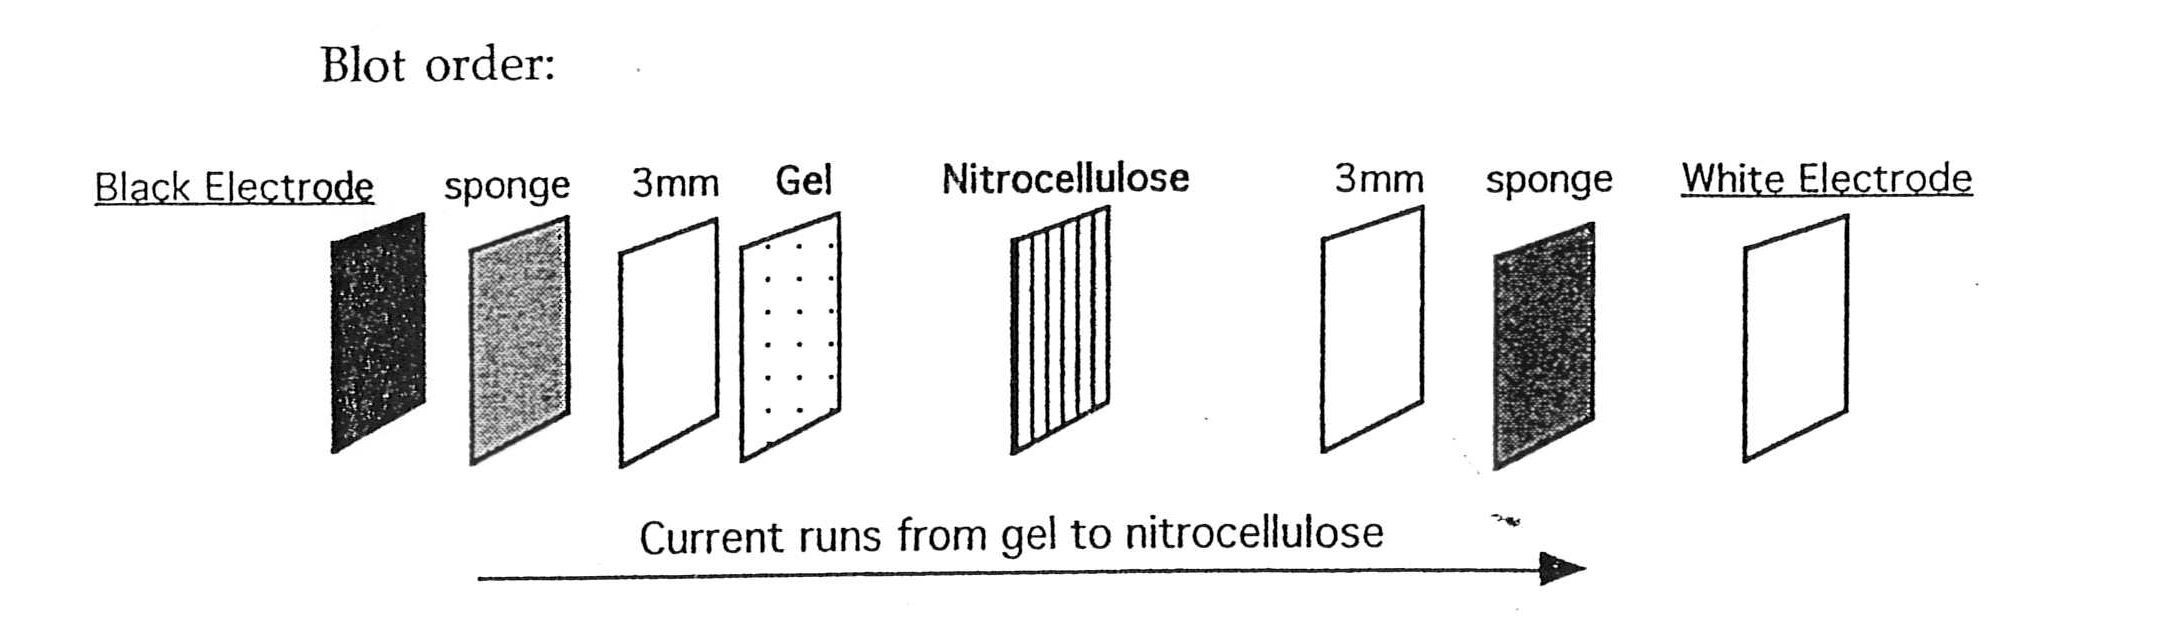 Blot order:
Black Electrode sponge 3mm Gel Nitrocellulose 3mm sponge White Electrode
Current runs from gel to nitrocellulose